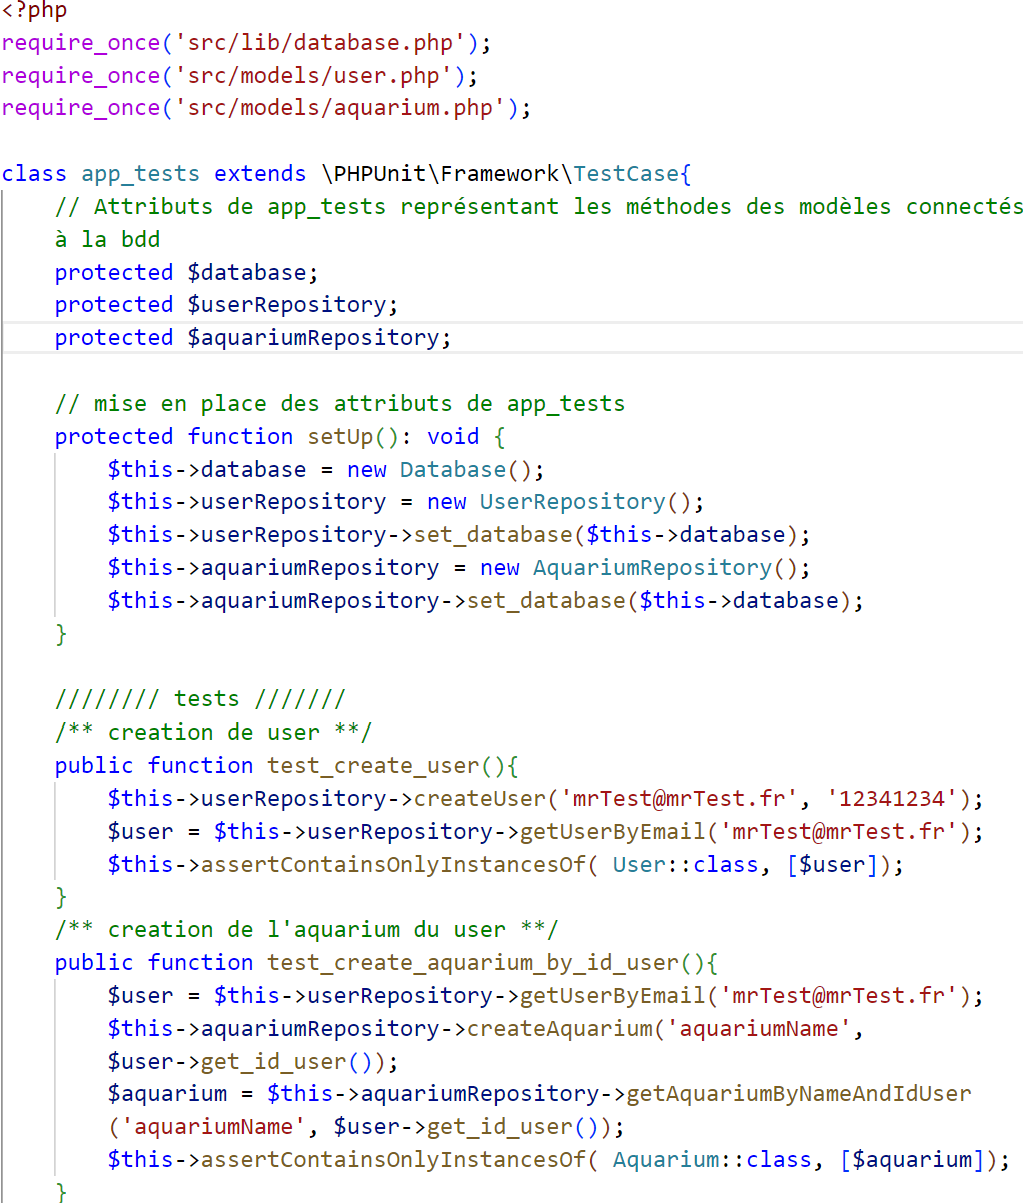 <?php
require_once('src/lib/database.php');
require_once('src/models/user.php');
require_once('src/models/aquarium.php');

class app_tests extends \PHPUnit\Framework\TestCase{
    // Attributs de app_tests représentant les méthodes des modèles connectés
    à la bdd
    protected $database;
    protected $userRepository;
    protected $aquariumRepository;

    // mise en place des attributs de app_tests
    protected function setUp(): void {
        $this->database = new Database();
        $this->userRepository = new UserRepository();
        $this->userRepository->set_database($this->database);
        $this->aquariumRepository = new AquariumRepository();
        $this->aquariumRepository->set_database($this->database);
    }

    //////// tests ///////
    /** creation de user **/
    public function test_create_user(){
        $this->userRepository->createUser('mrTest@mrTest.fr', '12341234');
        $user = $this->userRepository->getUserByEmail('mrTest@mrTest.fr');
        $this->assertContainsOnlyInstancesOf( User::class, [$user]);
    }
    /** creation de l'aquarium du user **/
    public function test_create_aquarium_by_id_user(){
        $user = $this->userRepository->getUserByEmail('mrTest@mrTest.fr');
        $this->aquariumRepository->createAquarium('aquariumName',
        $user->get_id_user());
        $aquarium = $this->aquariumRepository->getAquariumByNameAndIdUser
        ('aquariumName', $user->get_id_user());
        $this->assertContainsOnlyInstancesOf( Aquarium::class, [$aquarium]);
    }